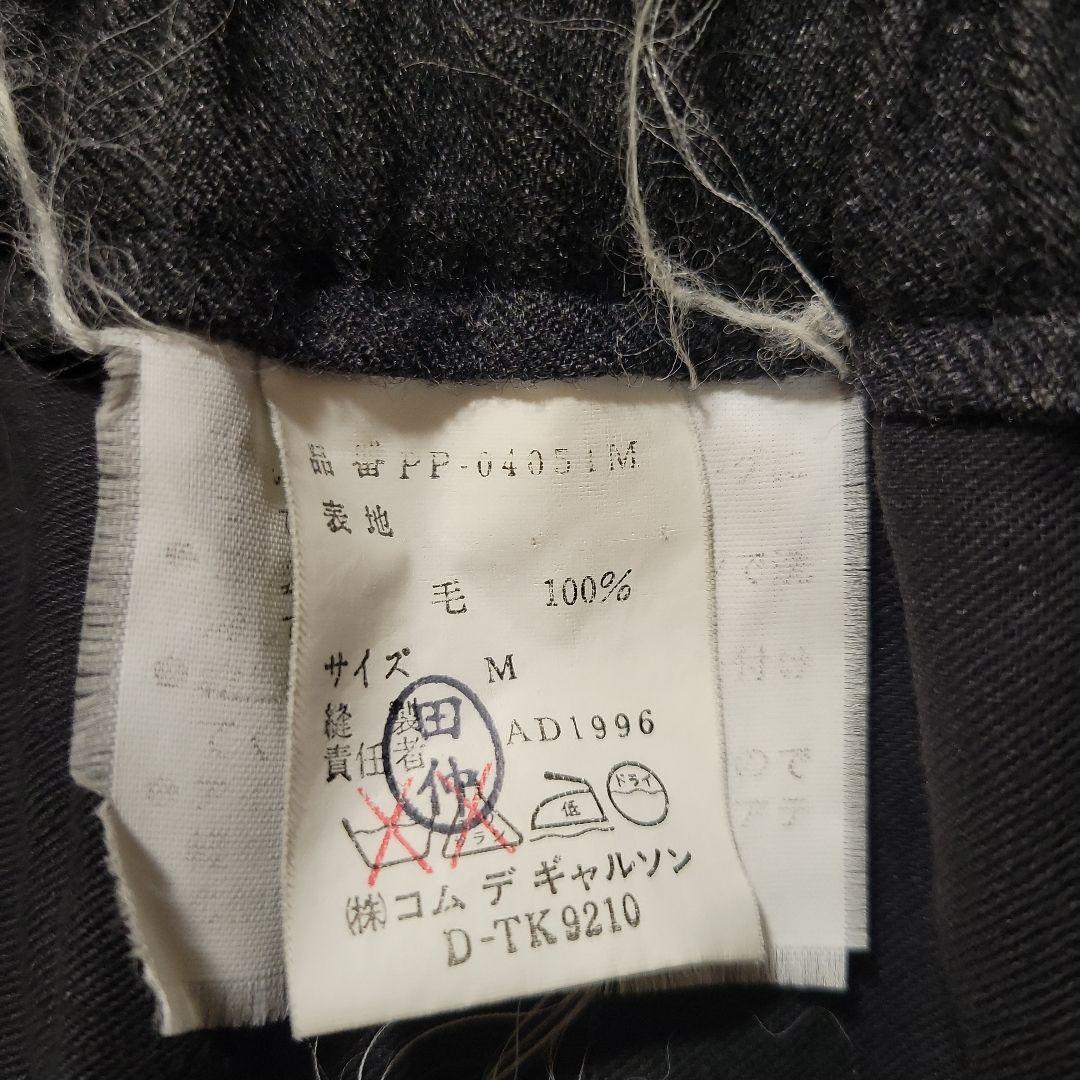 品番 PP-04051M
表地
毛 100%
サイズ M
縫製 AD1996
責任者
田仲
低
ドライ
(株)コム デ ギャルソン
D-TK9210